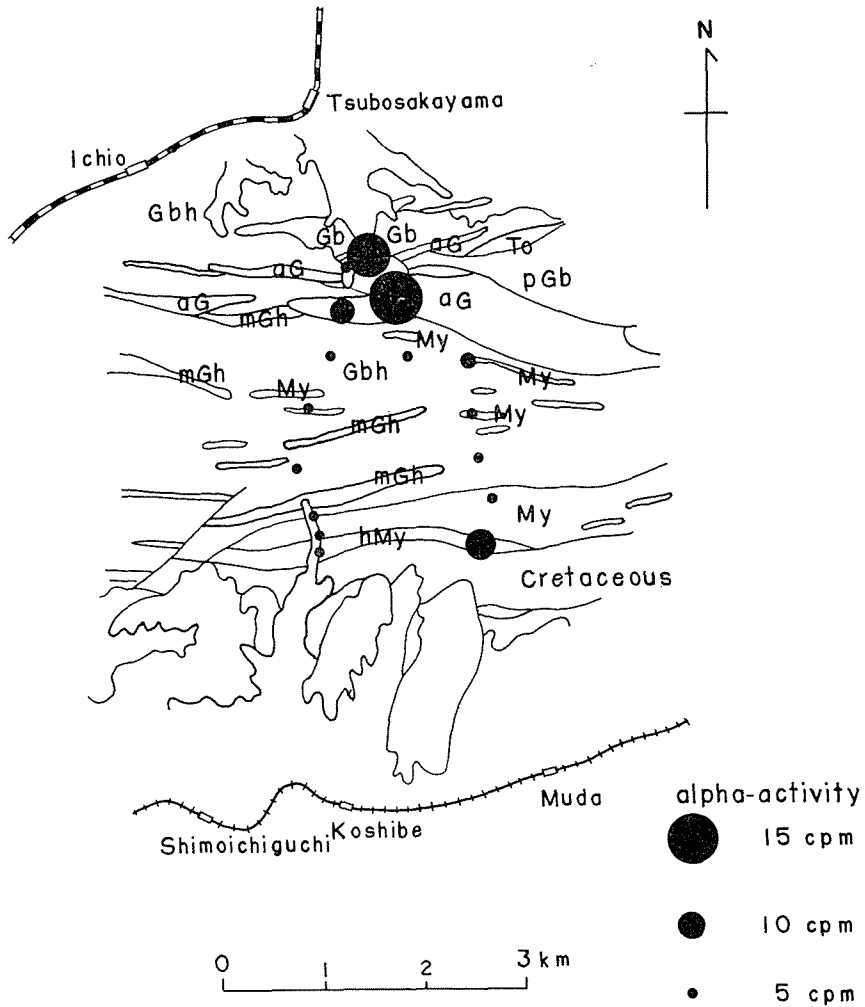 N
Tsubosakayama
Ichio
Gbh
Gb Gb aG To
aG pGb
aG aG
mGh
My
mGh Gbh
My My
My
mGh
mGh
My
hMy
Cretaceous
Muda
Koshibe
Shimoichiguchi
alpha-activity
15 cpm
10 cpm
5 cpm
0 1 2 3 km